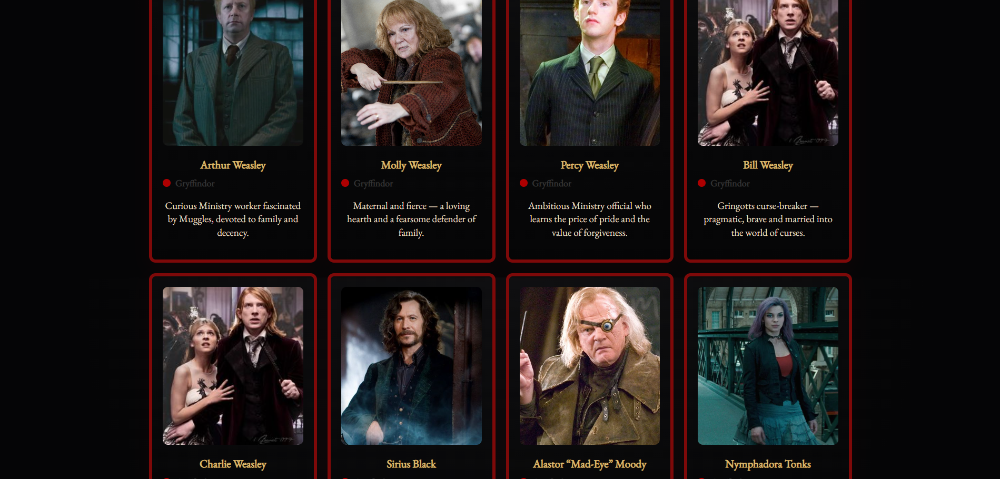 Arthur Weasley
Gryffindor
Curious Ministry worker fascinated
by Muggles, devoted to family and
decency.
Molly Weasley
Gryffindor
Maternal and fierce — a loving
hearth and a fearsome defender of
family.
Percy Weasley
Gryffindor
Ambitious Ministry official who
learns the price of pride and the
value of forgiveness.
Bill Weasley
Gryffindor
Gringotts curse-breaker —
pragmatic, brave and married into
the world of curses.
Charlie Weasley
Sirius Black
Alastor “Mad-Eye” Moody
Nymphadora Tonks